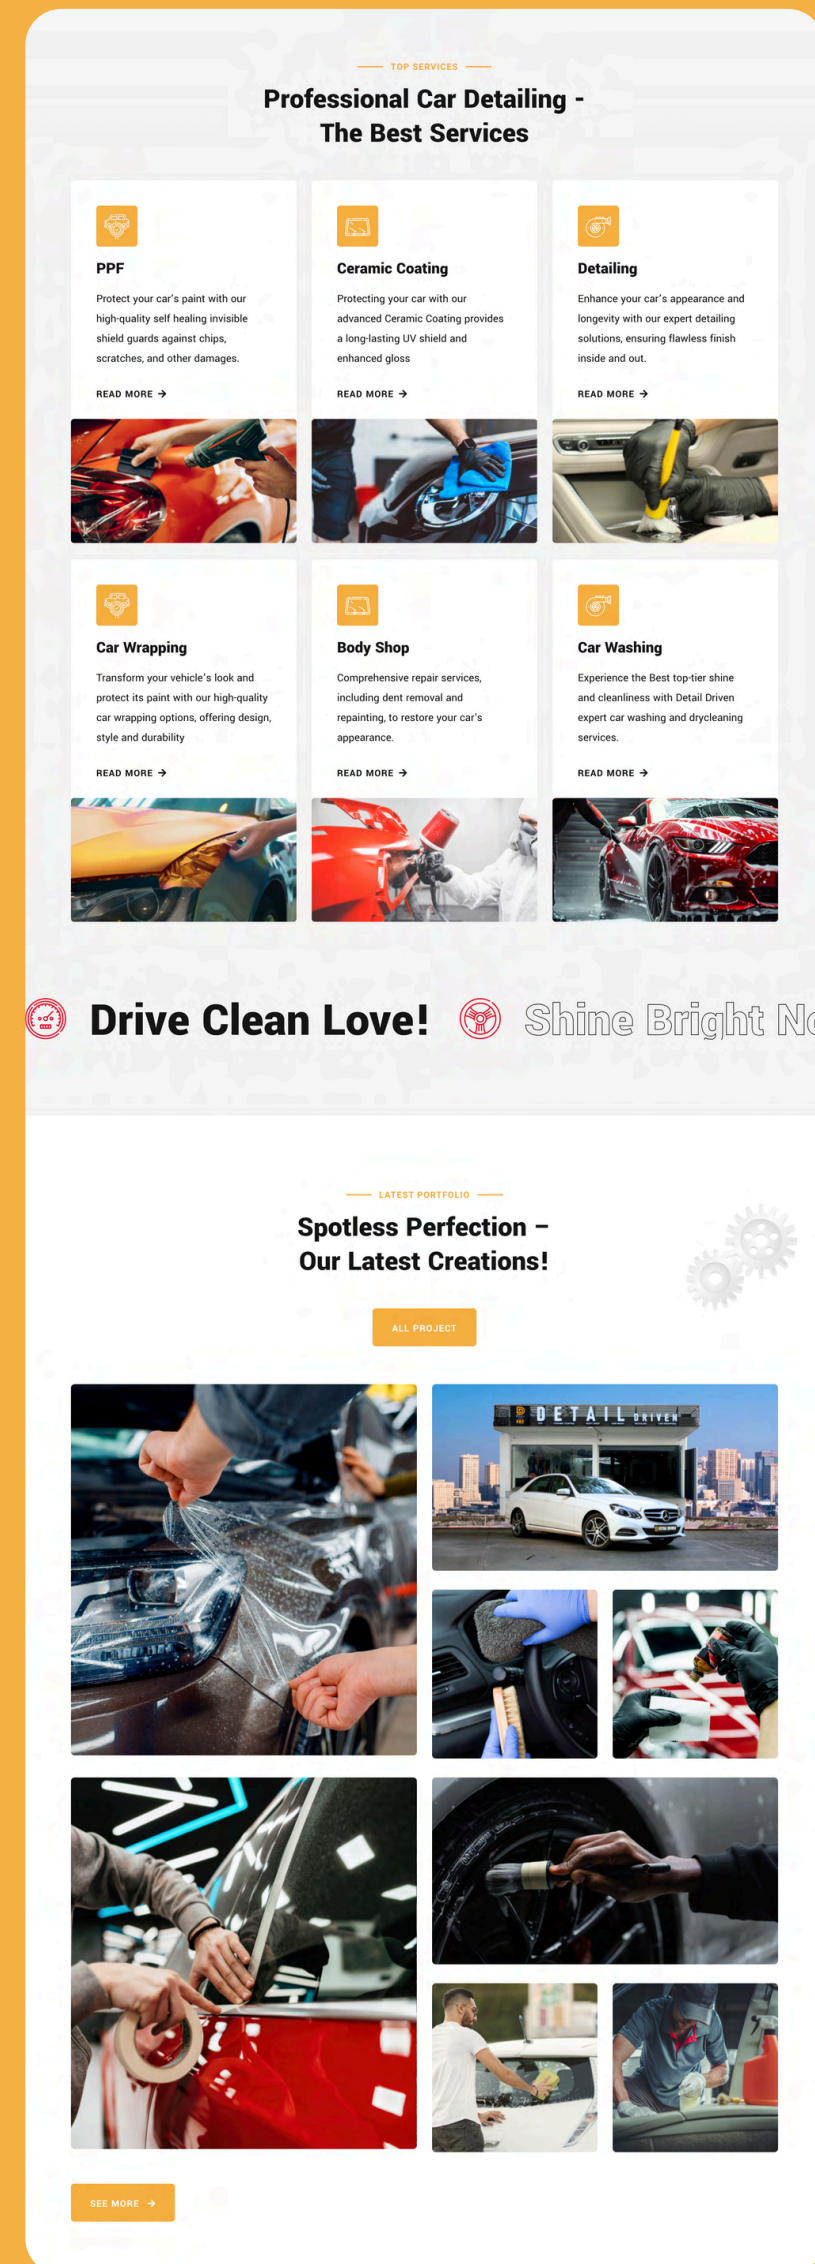 TOP SERVICES
Professional Car Detailing -
The Best Services
PPF
Protect your car's paint with our
high-quality self healing invisible
shield guards against chips,
scratches, and other damages.
READ MORE →
Ceramic Coating
Protecting your car with our
advanced Ceramic Coating provides
a long-lasting UV shield and
enhanced gloss
READ MORE →
Detailing
Enhance your car's appearance and
longevity with our expert detailing
solutions, ensuring flawless finish
inside and out.
READ MORE →
Car Wrapping
Transform your vehicle's look and
protect its paint with our high-quality
car wrapping options, offering design,
style and durability
READ MORE →
Body Shop
Comprehensive repair services,
including dent removal and
repainting, to restore your car's
appearance.
READ MORE →
Car Washing
Experience the Best top-tier shine
and cleanliness with Detail Driven
expert car washing and drycleaning
services.
READ MORE →
Drive Clean Love!
Shine Bright No
LATEST PORTFOLIO
Spotless Perfection –
Our Latest Creations!
ALL PROJECT
DETAIL DRIVEN
SEE MORE →